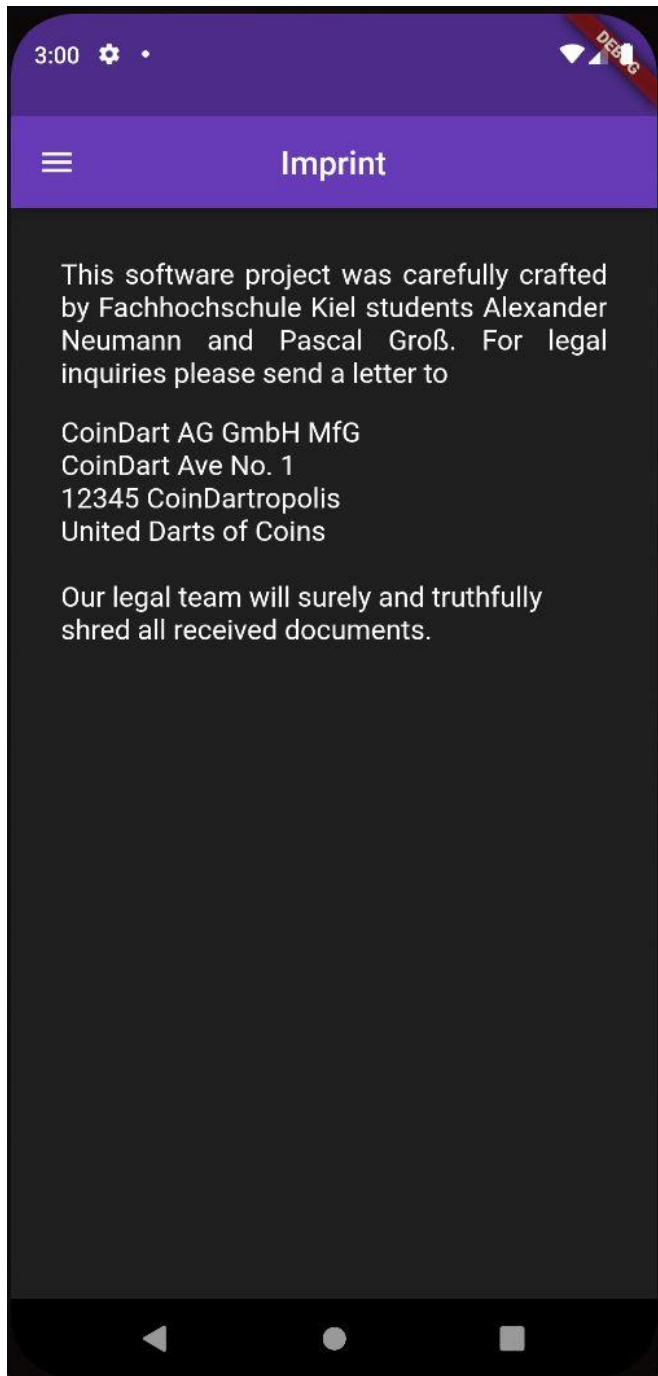 3:00
DEBUG
Imprint
This software project was carefully crafted
by Fachhochschule Kiel students Alexander
Neumann and Pascal Groß. For legal
inquiries please send a letter to
CoinDart AG GmbH MfG
CoinDart Ave No. 1
12345 CoinDartropolis
United Darts of Coins
Our legal team will surely and truthfully
shred all received documents.